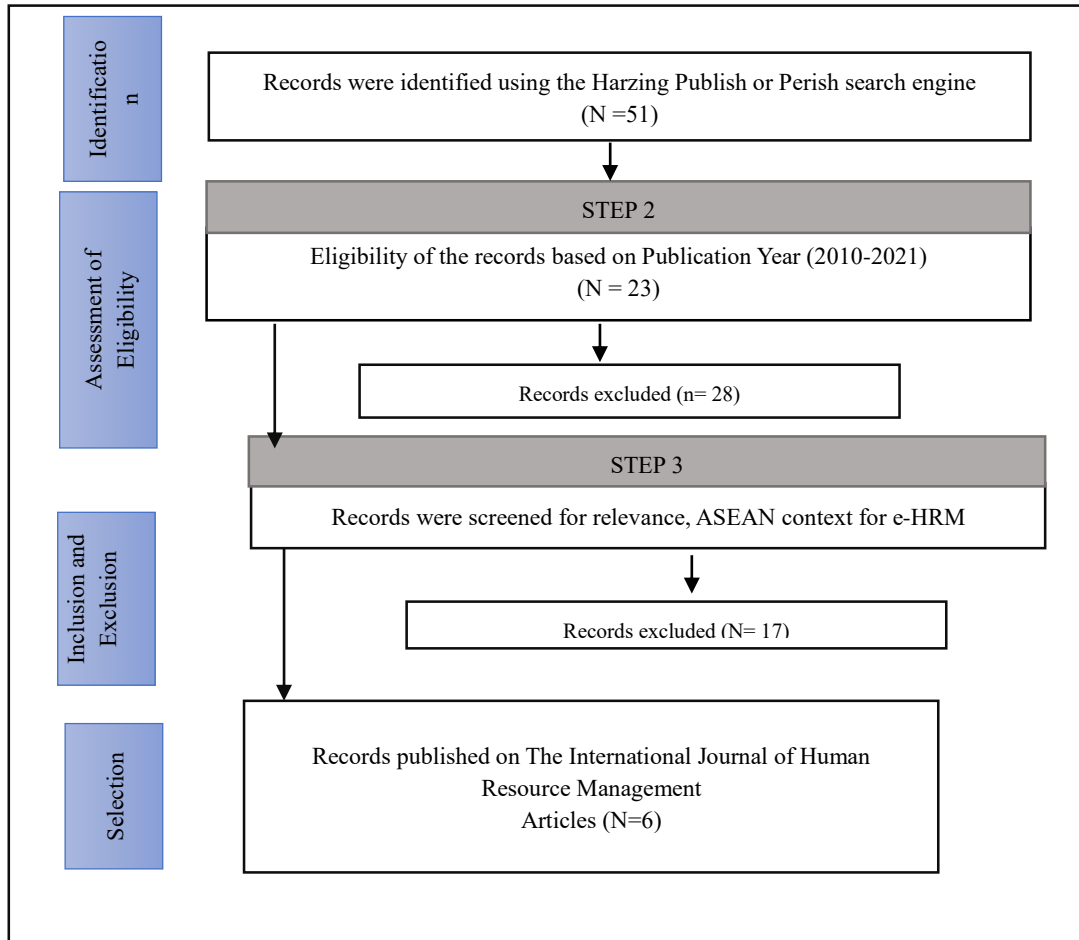 Identificatio
n
Records were identified using the Harzing Publish or Perish search engine
(N =51)
Assessment of
Eligibility
STEP 2
Eligibility of the records based on Publication Year (2010-2021)
(N = 23)
Records excluded (n= 28)
Inclusion and
Exclusion
STEP 3
Records were screened for relevance, ASEAN context for e-HRM
Records excluded (N= 17)
Selection
Records published on The International Journal of Human
Resource Management
Articles (N=6)